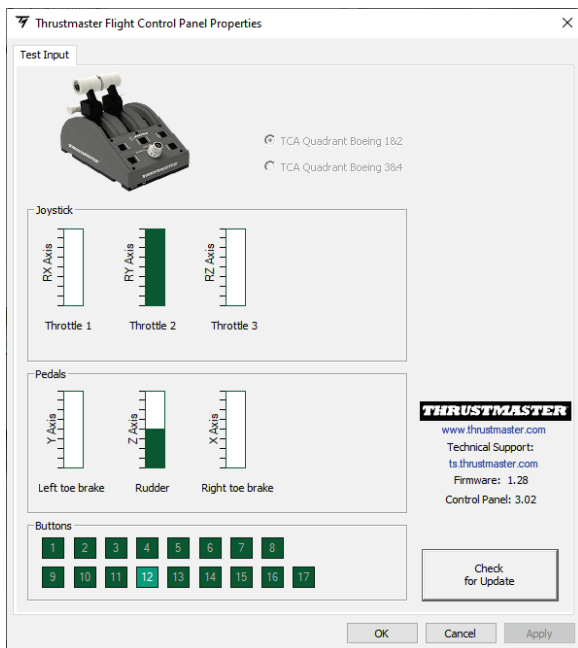 Thrustmaster Flight Control Panel Properties
Test Input
TCA Quadrant Boeing 1&2
TCA Quadrant Boeing 3&4
Joystick
RX Axis
RY Axis
RZ Axis
Throttle 1
Throttle 2
Throttle 3
Pedals
Y Axis
Z Axis
X Axis
Left toe brake
Rudder
Right toe brake
THRUSTMASTER
www.thrustmaster.com
Technical Support:
ts.thrustmaster.com
Firmware: 1.28
Control Panel: 3.02
Buttons
1 2 3 4 5 6 7 8
9 10 11 12 13 14 15 16 17
Check
for Update
OK
Cancel
Apply